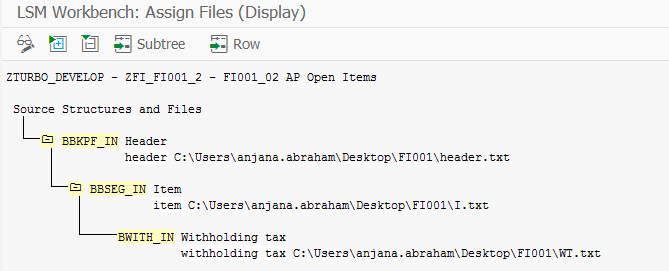 LSM Workbench: Assign Files (Display)
Subtree Row
ZTURBO_DEVELOP - ZFI_FI001_2 - FI001_02 AP Open Items
Source Structures and Files
BBKPF_IN Header
header C:\Users\anjana.abraham\Desktop\FI001\header.txt
BBSEG_IN Item
item C:\Users\anjana.abraham\Desktop\FI001\I.txt
BWITH_IN Withholding tax
withholding tax C:\Users\anjana.abraham\Desktop\FI001\WT.txt